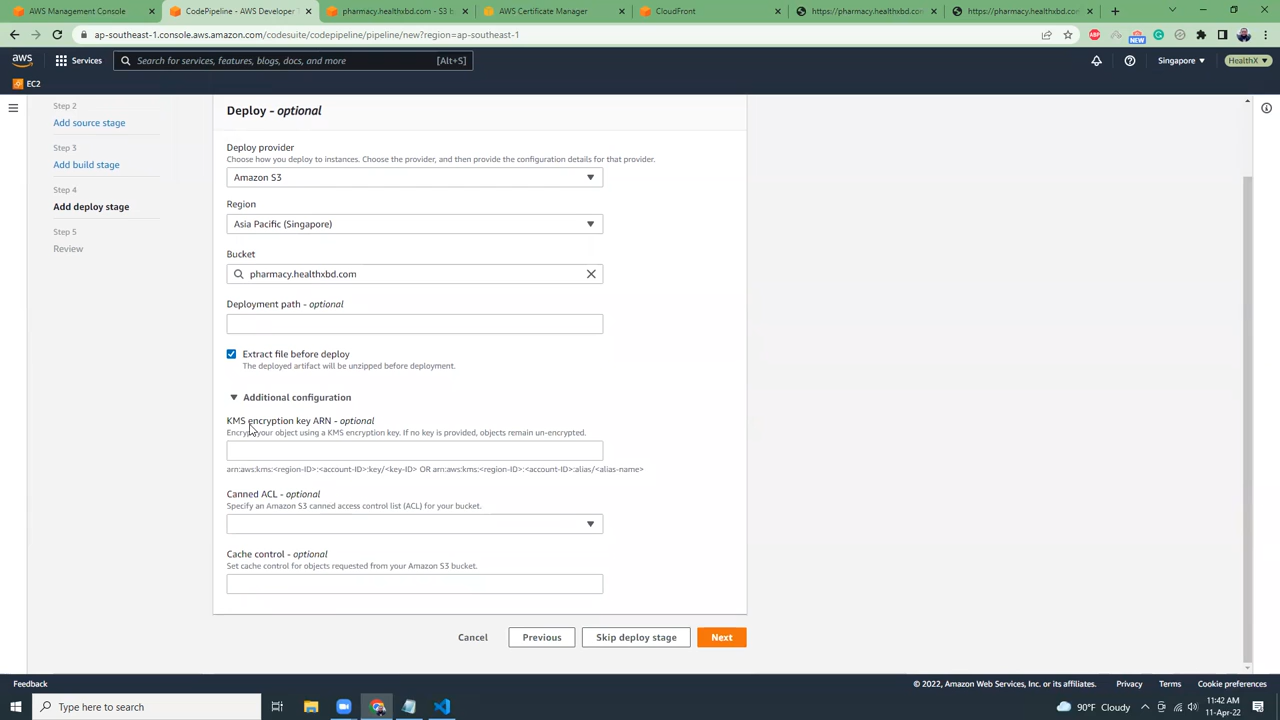 AWS Management Console
CodePipeline - AWS Developer T
pharmacy.healthxbd.com - S3 b
AWS Certificate Manager
CloudFront
https://pharmacy.healthxbd.co
https://pharmacy.healthxbd.com
ap-southeast-1.console.aws.amazon.com/codesuite/codepipeline/pipeline/new?region=ap-southeast-1
ABP
NEW
aws
Services
Search for services, features, blogs, docs, and more
[Alt+S]
Singapore
HealthX
EC2
Step 2
Add source stage
Step 3
Add build stage
Step 4
Add deploy stage
Step 5
Review
Deploy - optional
Deploy provider
Choose how you deploy to instances. Choose the provider, and then provide the configuration details for that provider.
Amazon S3
Region
Asia Pacific (Singapore)
Bucket
pharmacy.healthxbd.com
Deployment path - optional
Extract file before deploy
The deployed artifact will be unzipped before deployment.
Additional configuration
KMS encryption key ARN - optional
Encrypt your object using a KMS encryption key. If no key is provided, objects remain un-encrypted.
arn:aws:kms:<region-ID>:<account-ID>:key/<key-ID> OR arn:aws:kms:<region-ID>:<account-ID>:alias/<alias-name>
Canned ACL - optional
Specify an Amazon S3 canned access control list (ACL) for your bucket.
Cache control - optional
Set cache control for objects requested from your Amazon S3 bucket.
Cancel
Previous
Skip deploy stage
Next
Feedback
© 2022, Amazon Web Services, Inc. or its affiliates.
Privacy
Terms
Cookie preferences
Type here to search
90°F Cloudy
11:42 AM
11-Apr-22